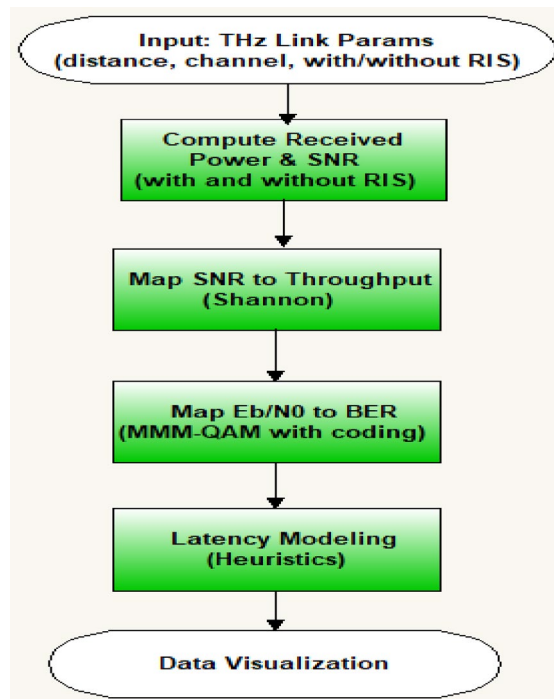 Input: THz Link Params
(distance, channel, with/without RIS)
Compute Received
Power & SNR
(with and without RIS)
Map SNR to Throughput
(Shannon)
Map Eb/N0 to BER
(MMM-QAM with coding)
Latency Modeling
(Heuristics)
Data Visualization